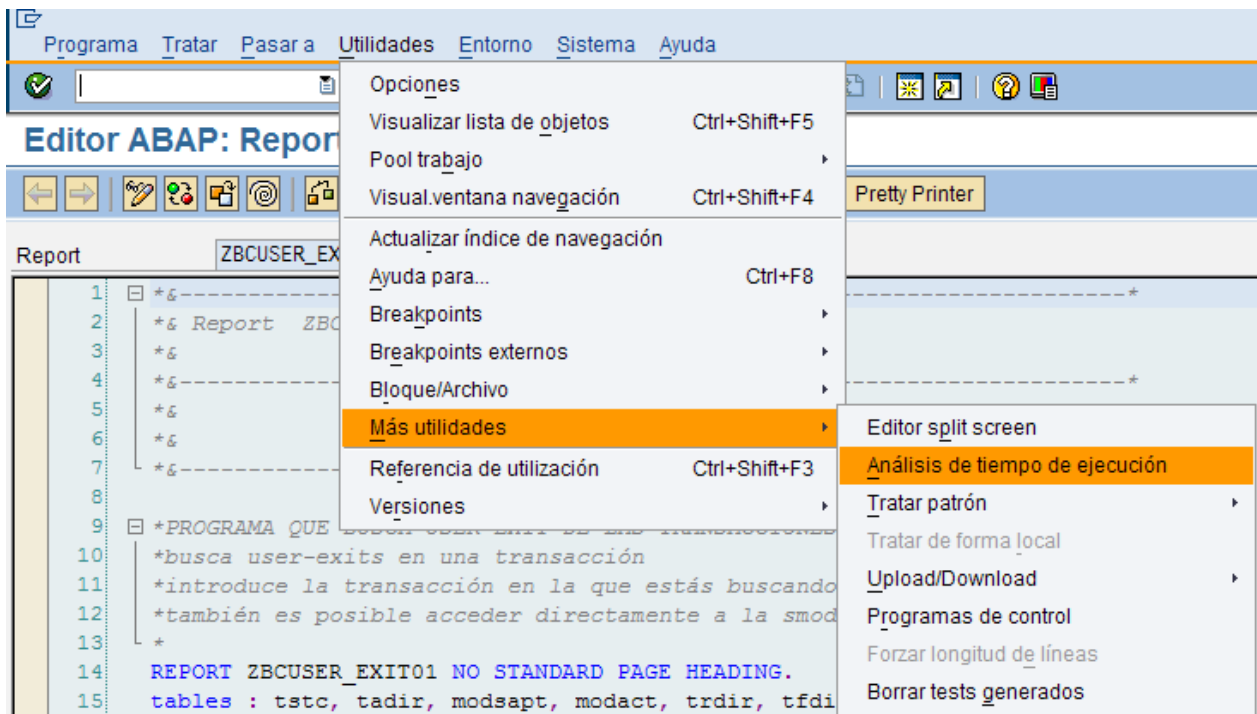 Programa Tratar Pasar a Utilidades Entorno Sistema Ayuda
Editor ABAP: Repor
Pretty Printer
Report ZBCUSER_EX
Opciones
Visualizar lista de objetos Ctrl+Shift+F5
Pool trabajo
Visual.ventana navegación Ctrl+Shift+F4
Actualizar índice de navegación
Ayuda para... Ctrl+F8
Breakpoints
Breakpoints externos
Bloque/Archivo
Más utilidades
Referencia de utilización Ctrl+Shift+F3
Versiones
Editor split screen
Análisis de tiempo de ejecución
Tratar patrón
Tratar de forma local
Upload/Download
Programas de control
Forzar longitud de líneas
Borrar tests generados
1 *&---------------------------*
2 *& Report ZBC
3 *&
4 *&---------------------------*
5 *&
6 *&
7 *&-------------
8
9 *PROGRAMA QUE
10 *busca user-exits en una transacción
11 *introduce la transacción en la que estás buscando
12 *también es posible acceder directamente a la smod
13 *
14 REPORT ZBCUSER_EXIT01 NO STANDARD PAGE HEADING.
15 tables : tstc, tadir, modsapt, modact, trdir, tfdi